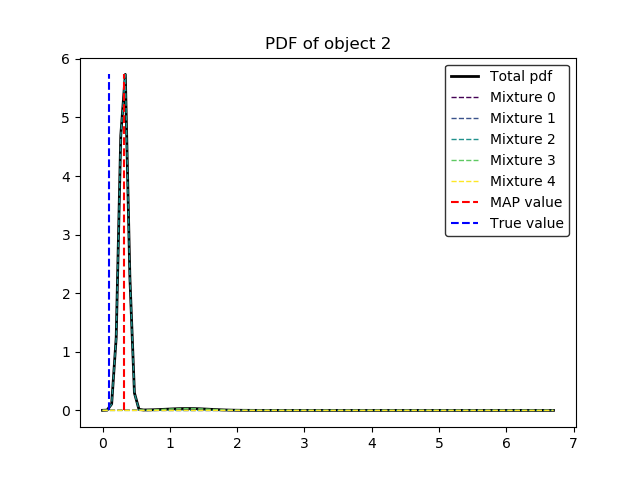 PDF of object 2
6
5
4
3
2
1
0
0 1 2 3 4 5 6 7
Total pdf
Mixture 0
Mixture 1
Mixture 2
Mixture 3
Mixture 4
MAP value
True value